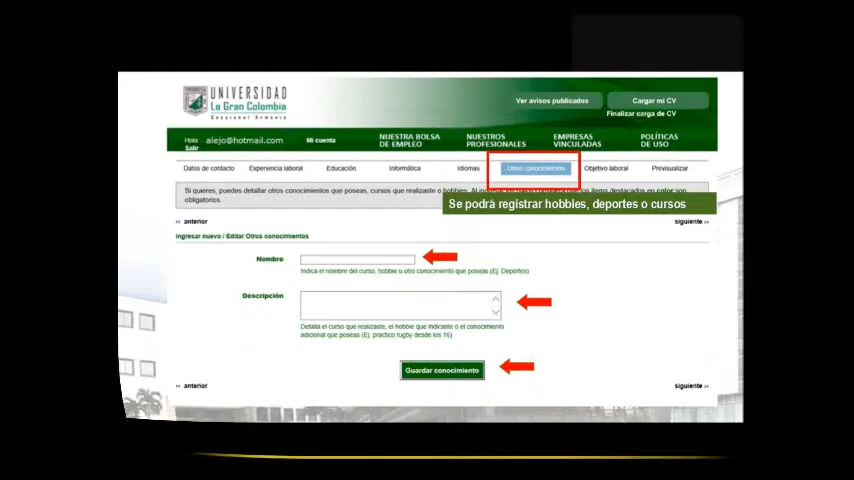 UNIVERSIDAD
La Gran Colombia
Seccional Armenia
Ver avisos publicados
Cargar mi CV
Finalizar carga de CV
Hola alejo@hotmail.com Mi cuenta
Salir
NUESTRA BOLSA DE EMPLEO
NUESTROS PROFESIONALES
EMPRESAS VINCULADAS
POLÍTICAS DE USO
Datos de contacto Experiencia laboral Educación Informática Idiomas Otros conocimientos Objetivo laboral Previsualizar
Si quieres, puedes detallar otros conocimientos que poseas, cursos que realizaste o hobbies. Al
color son
obligatorios.
Se podrá registrar hobbies, deportes o cursos
‹‹ anterior siguiente ››
Ingresar nuevo / Editar Otros conocimientos
Nombre
Indica el nombre del curso, hobbie u otro conocimiento que poseas (Ej. Deportes)
Descripción
Detalla el curso que realizaste, el hobbie que indicaste o el conocimiento
adicional que poseas (Ej. practico rugby desde los 16)
Guardar conocimiento
‹‹ anterior siguiente ››